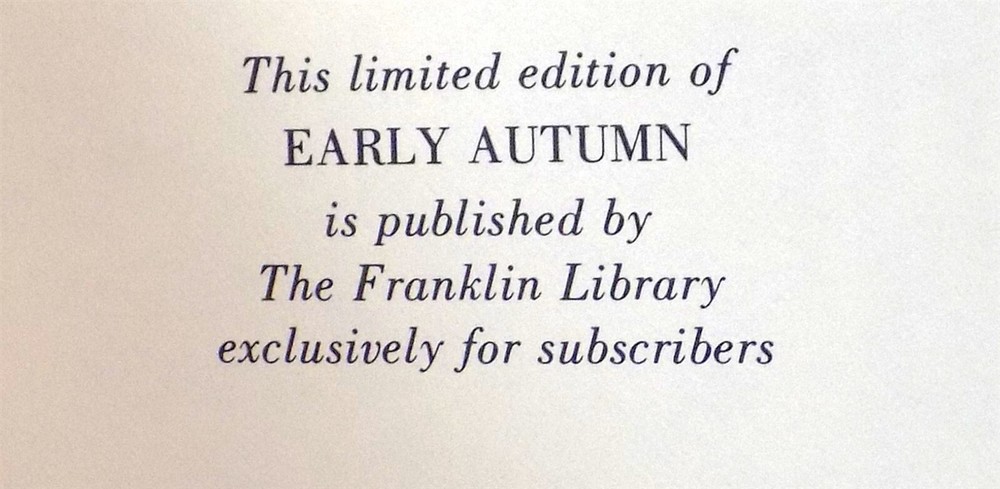 This limited edition of
EARLY AUTUMN
is published by
The Franklin Library
exclusively for subscribers